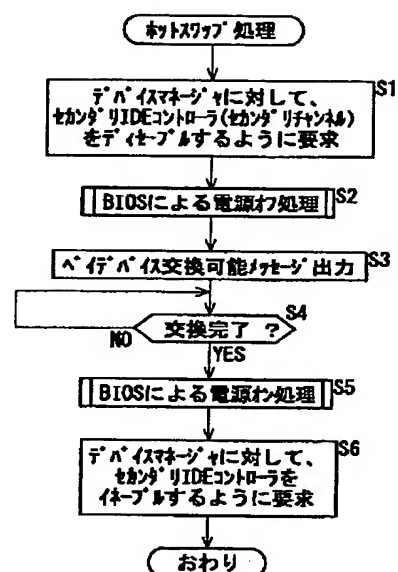 ホットスワップ処理
S1
デバイスマネージャに対して、
セカンダリIDEコントローラ(セカンダリチャンネル)
をディセーブルするように要求
BIOSによる電源オフ処理
S2
S3
ベイデバイス交換可能メッセージ出力
S4
交換完了 ?
NO
YES
BIOSによる電源オン処理
S5
S6
デバイスマネージャに対して、
セカンダリIDEコントローラを
イネーブルするように要求
おわり